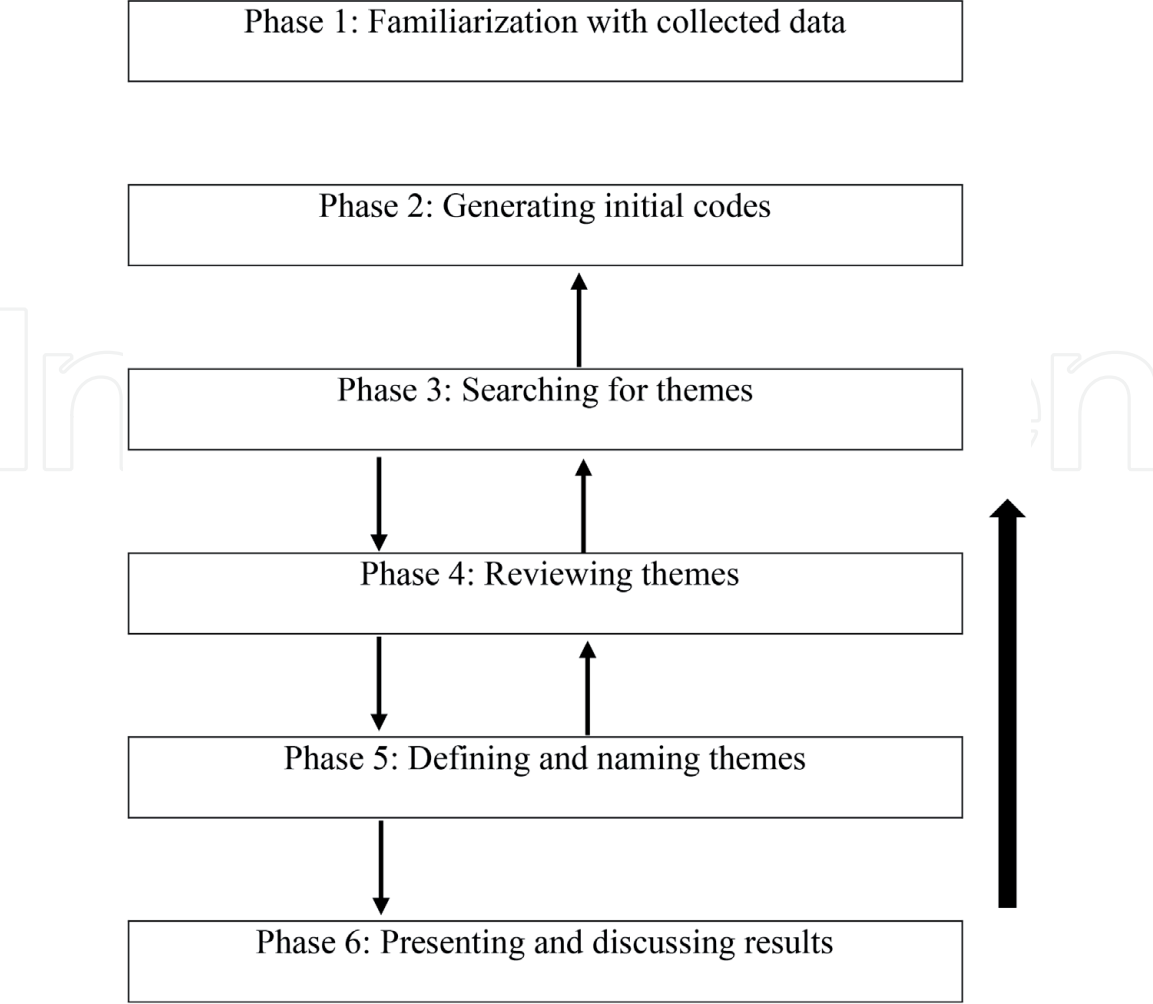 Phase 1: Familiarization with collected data
Phase 2: Generating initial codes
Phase 3: Searching for themes
Phase 4: Reviewing themes
Phase 5: Defining and naming themes
Phase 6: Presenting and discussing results